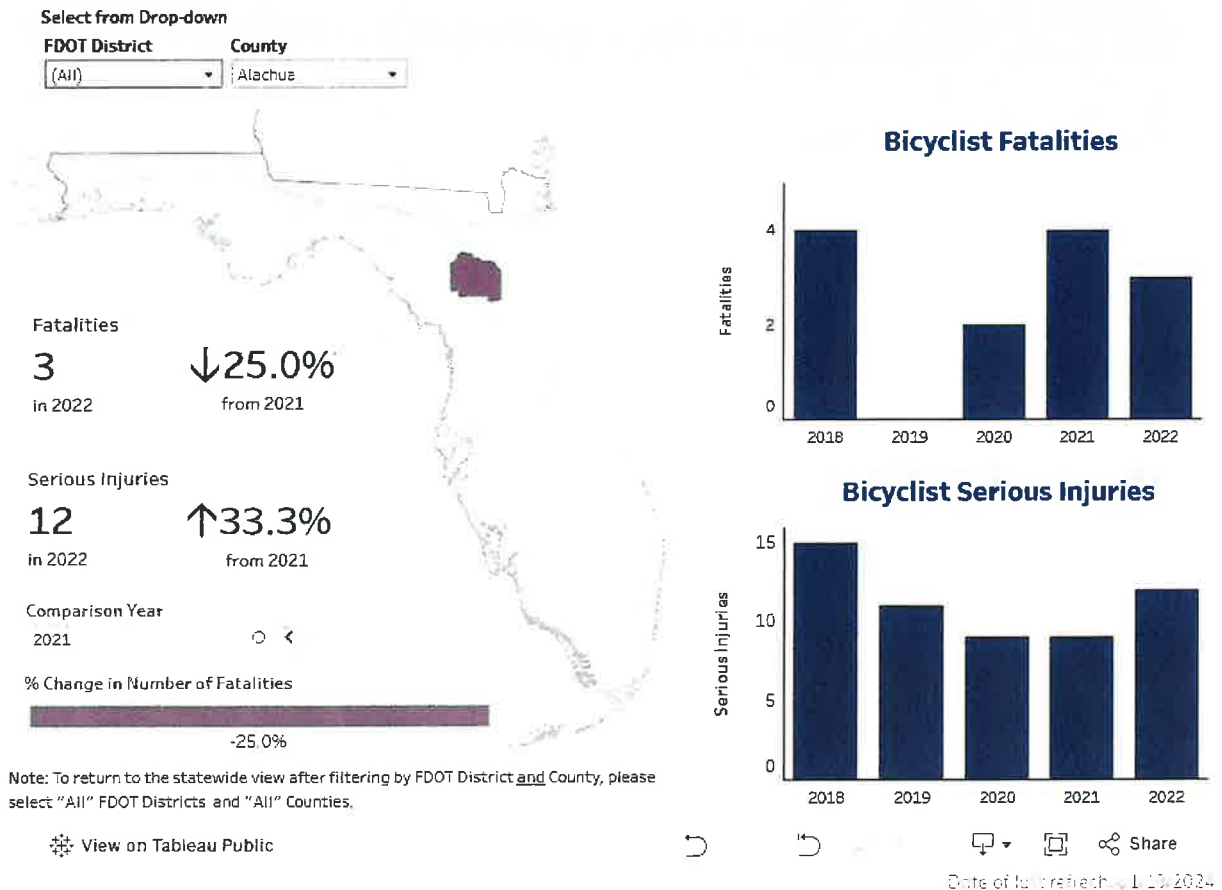 Select from Drop-down
FDOT District
County
(All)
Alachua
Fatalities
3
↓25.0%
in 2022
from 2021
Serious Injuries
12
↑33.3%
in 2022
from 2021
Comparison Year
2021
% Change in Number of Fatalities
-25.0%
Note: To return to the statewide view after filtering by FDOT District and County, please
select "All" FDOT Districts and "All" Counties.
Bicyclist Fatalities
Fatalities
4
2
0
2018 2019 2020 2021 2022
Bicyclist Serious Injuries
Serious Injuries
15
10
5
0
2018 2019 2020 2021 2022
View on Tableau Public
Share
Date of last refresh